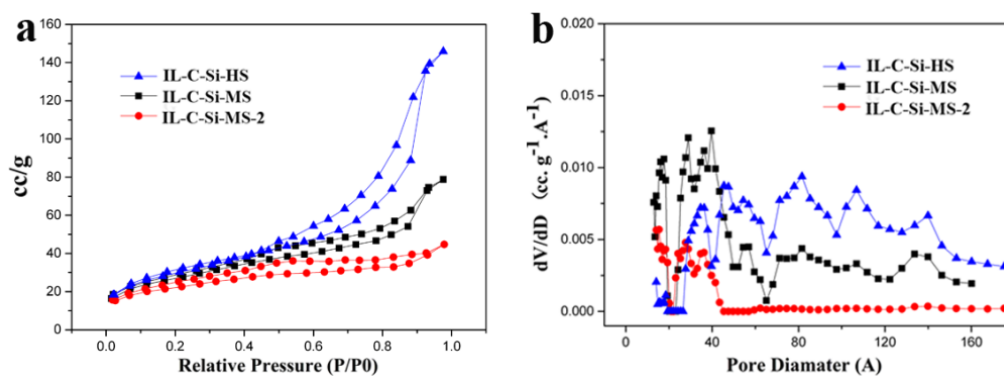 a
cc/g
160
140
120
100
80
60
40
20
0
IL-C-Si-HS
IL-C-Si-MS
IL-C-Si-MS-2
0.0 0.2 0.4 0.6 0.8 1.0
Relative Pressure (P/P0)
b
dV/dD (cc. g⁻¹.A⁻¹)
0.020
0.015
0.010
0.005
0.000
IL-C-Si-HS
IL-C-Si-MS
IL-C-Si-MS-2
0 40 80 120 160
Pore Diamater (A)